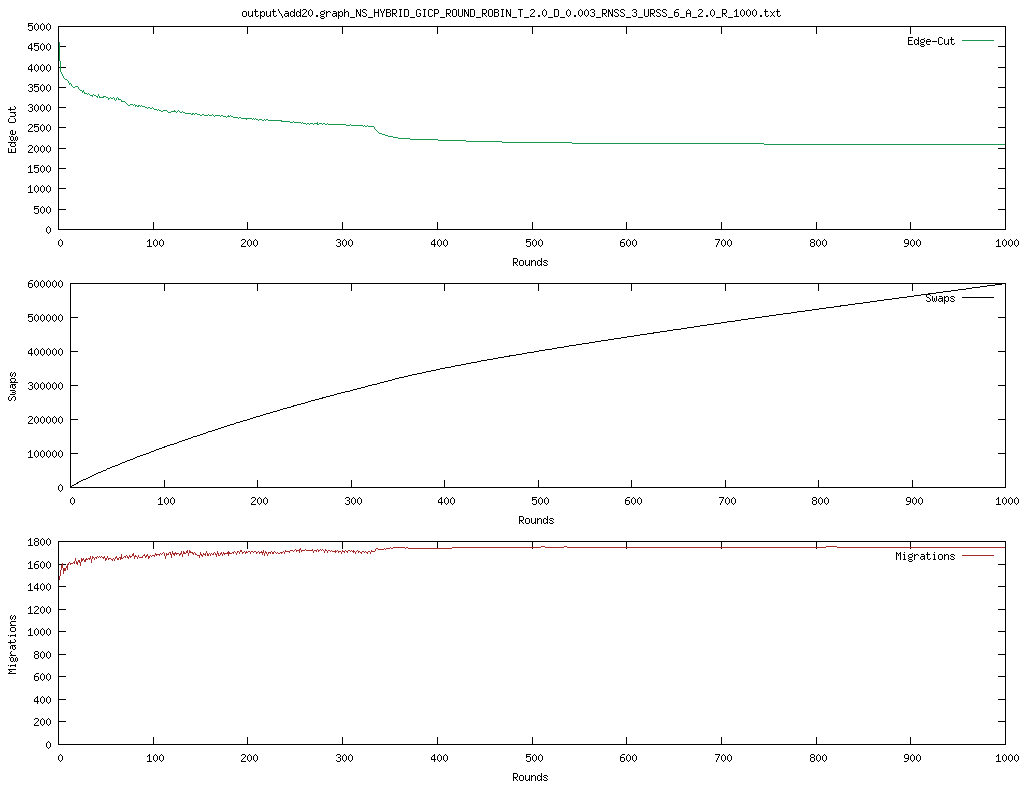 output\add20.graph_NS_HYBRID_GICP_ROUND_ROBIN_T_2.0_D_0.003_RNSS_3_URSS_6_A_2.0_R_1000.txt
5000
4500
4000
3500
3000
2500
2000
1500
1000
500
0
Edge Cut
Edge-Cut
0 100 200 300 400 500 600 700 800 900 1000
Rounds
600000
500000
400000
300000
200000
100000
0
Swaps
Swaps
0 100 200 300 400 500 600 700 800 900 1000
Rounds
1800
1600
1400
1200
1000
800
600
400
200
0
Migrations
Migrations
0 100 200 300 400 500 600 700 800 900 1000
Rounds